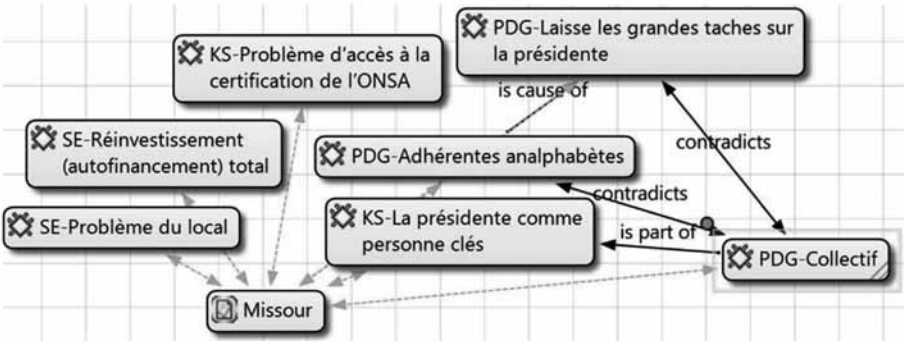 PDG-Laisse les grandes taches sur
la présidente
KS-Problème d'accès à la
certification de l'ONSA
is cause of
SE-Réinvestissement
(autofinancement) total
PDG-Adhérentes analphabètes
contradicts
contradicts
KS-La présidente comme
personne clés
SE-Problème du local
is part of
PDG-Collectif
Missour